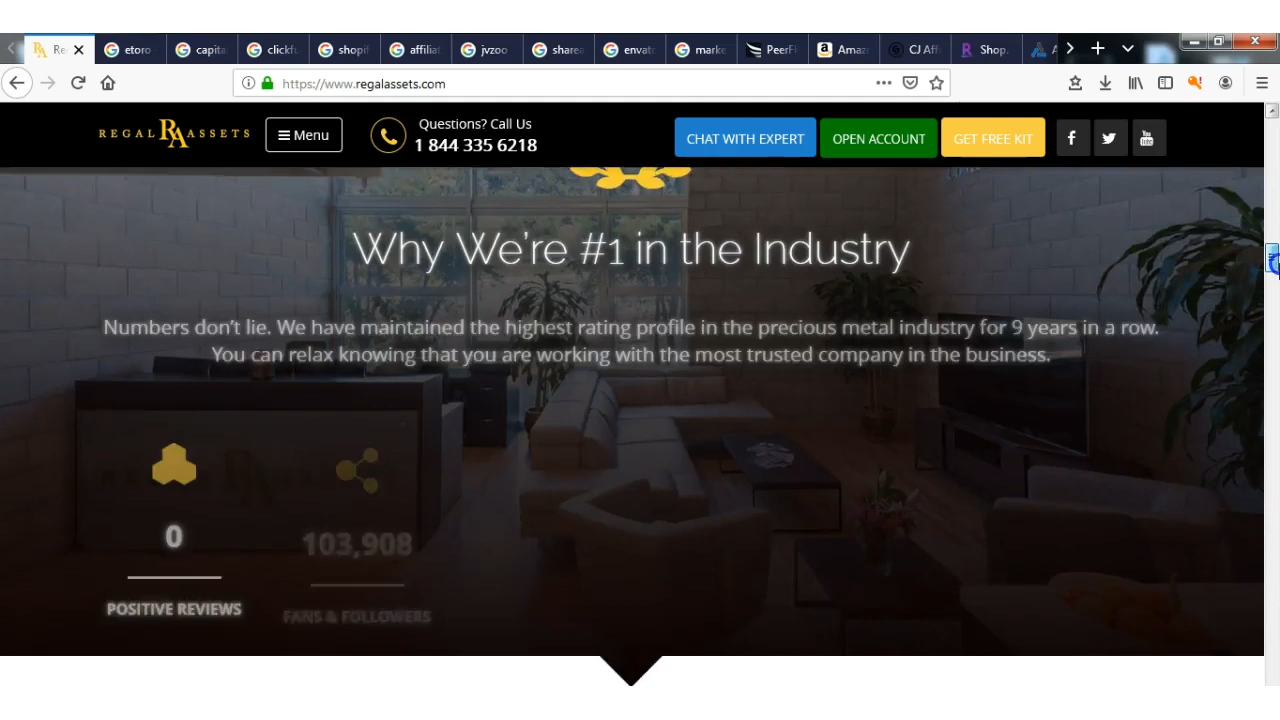 Re
etoro
capita
clickfu
shopif
affiliat
jvzoo
sharea
envato
marke
PeerFl
Amaz
CJ Aff
Shop.
https://www.regalassets.com
REGAL RA ASSETS
Menu
Questions? Call Us
1 844 335 6218
CHAT WITH EXPERT
OPEN ACCOUNT
GET FREE KIT
Why We're #1 in the Industry
Numbers don't lie. We have maintained the highest rating profile in the precious metal industry for 9 years in a row.
You can relax knowing that you are working with the most trusted company in the business.
0
103,908
POSITIVE REVIEWS
FANS & FOLLOWERS